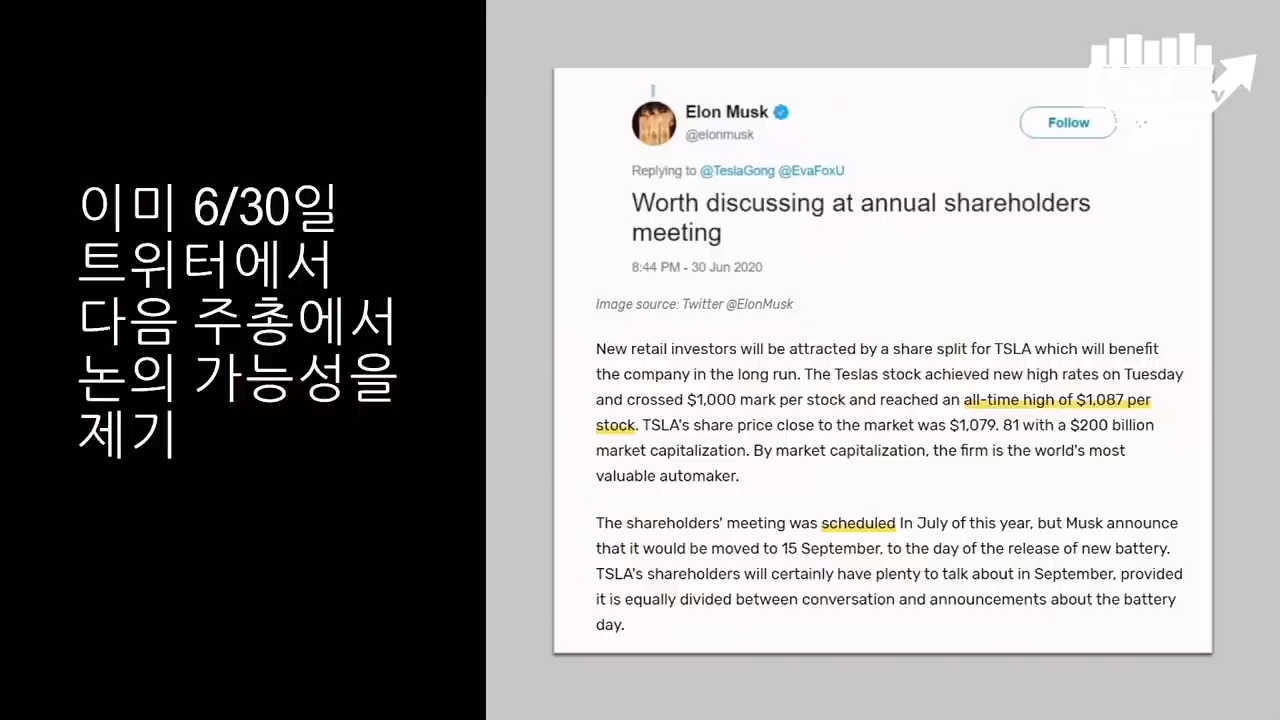 이미 6/30일
트위터에서
다음 주총에서
논의 가능성을
제기
Elon Musk
@elonmusk
Follow
Replying to @TeslaGong @EvaFoxU
Worth discussing at annual shareholders
meeting
8:44 PM - 30 Jun 2020
Image source: Twitter @ElonMusk
New retail investors will be attracted by a share split for TSLA which will benefit
the company in the long run. The Teslas stock achieved new high rates on Tuesday
and crossed $1,000 mark per stock and reached an all-time high of $1,087 per
stock. TSLA's share price close to the market was $1,079. 81 with a $200 billion
market capitalization. By market capitalization, the firm is the world's most
valuable automaker.
The shareholders' meeting was scheduled In July of this year, but Musk announce
that it would be moved to 15 September, to the day of the release of new battery.
TSLA's shareholders will certainly have plenty to talk about in September, provided
it is equally divided between conversation and announcements about the battery
day.